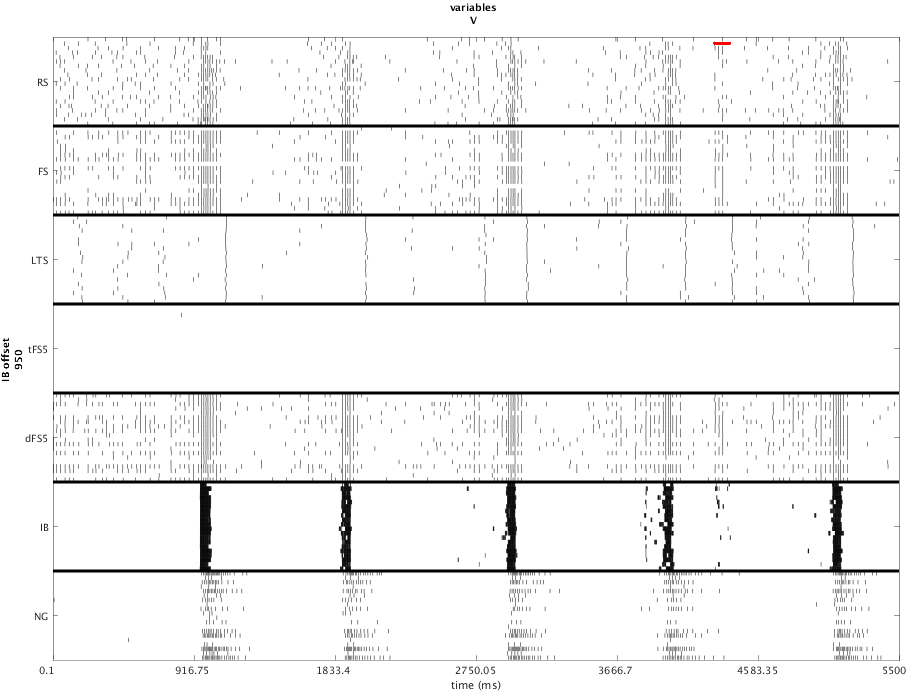 variables
V
RS
FS
LTS
tFS5
dFS5
IB
NG
IB offset
950
0.1 916.75 1833.4 2750.05 3666.7 4583.35 5500
time (ms)